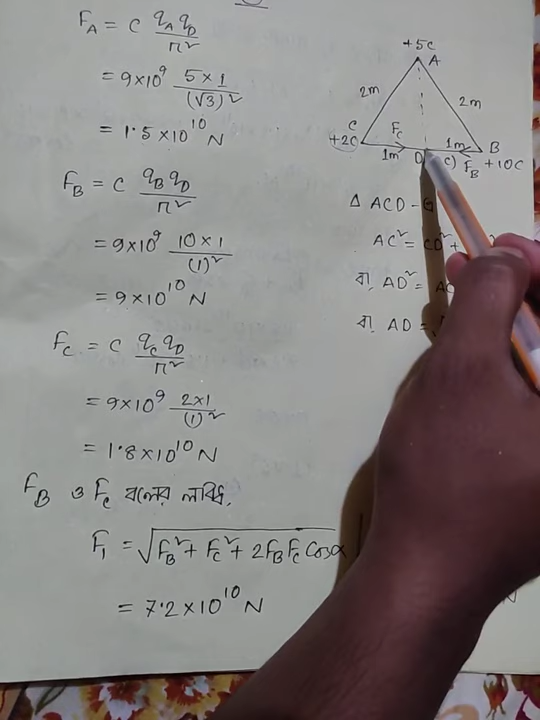 F_A = C q_A q_D / r²
= 9×10⁹ 5×1 / (√3)²
= 1.5×10¹⁰ N
F_B = C q_B q_D / r²
= 9×10⁹ 10×1 / (1)²
= 9×10¹⁰ N
F_C = C q_C q_D / r²
= 9×10⁹ 2×1 / (1)²
= 1.8×10¹⁰ N
F_B ও F_C বলের লব্ধি,
F₁ = √F_B² + F_C² + 2F_B F_C Cosα
= 7.2×10¹⁰ N
+5C
A
2m 2m
C F_C 1m B
+2C 1m D F_B +10C
Δ ACD -
AC² = CD² +
বা, AD² = AC
বা, AD =
N